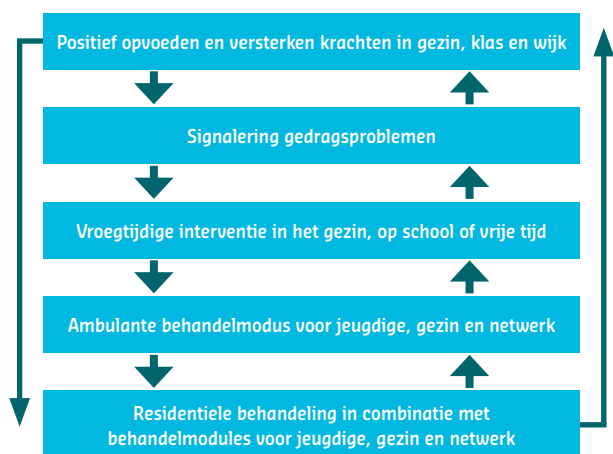 Positief opvoeden en versterken krachten in gezin, klas en wijk
Signalering gedragsproblemen
Vroegtijdige interventie in het gezin, op school of vrije tijd
Ambulante behandelmodus voor jeugdige, gezin en netwerk
Residentiele behandeling in combinatie met
behandelmodules voor jeugdige, gezin en netwerk